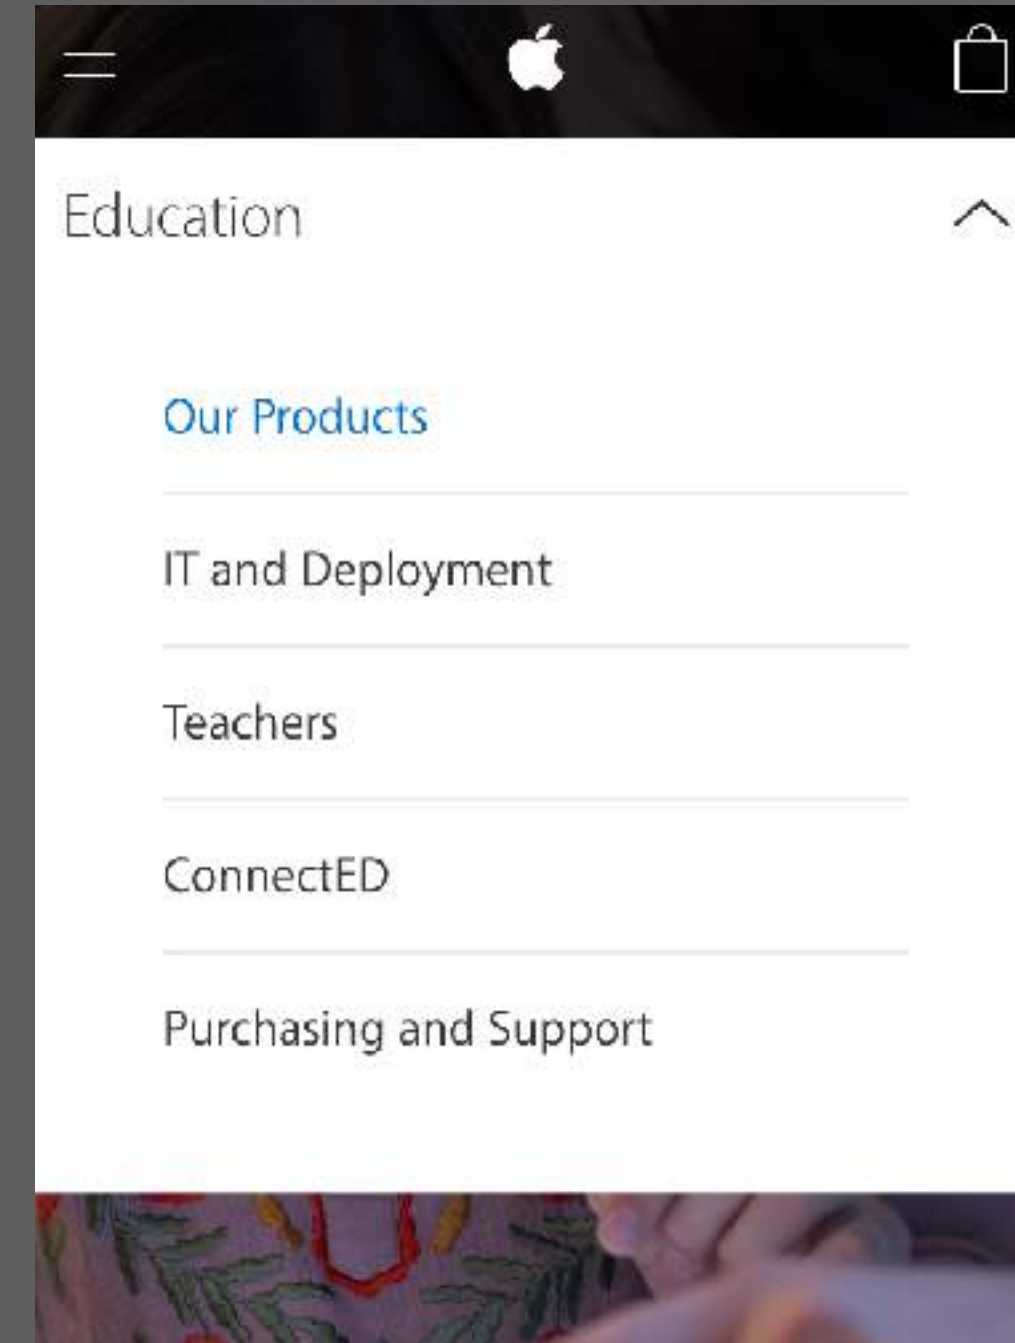 Education
Our Products
IT and Deployment
Teachers
ConnectED
Purchasing and Support